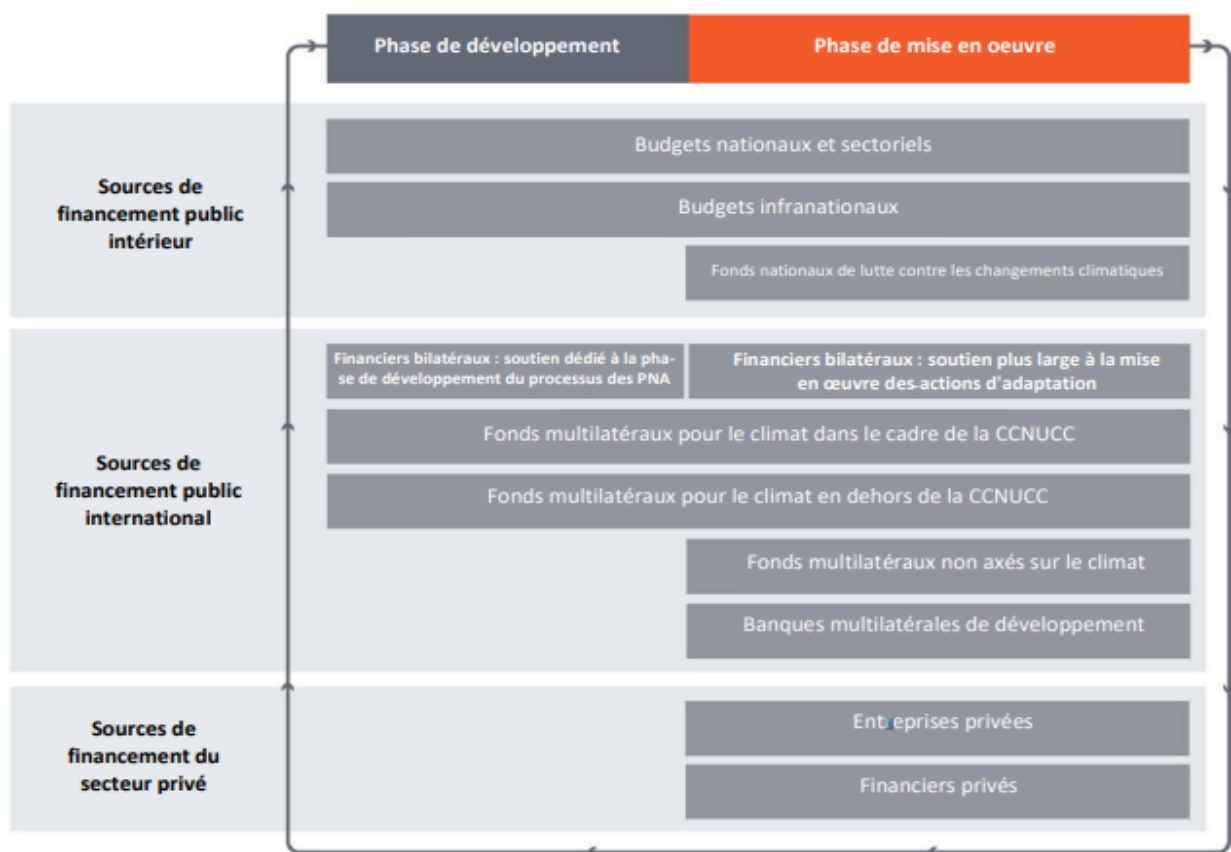 Phase de développement
Phase de mise en oeuvre
Sources de
financement public
intérieur
Budgets nationaux et sectoriels
Budgets infranationaux
Fonds nationaux de lutte contre les changements climatiques
Sources de
financement public
international
Financiers bilatéraux : soutien dédié à la pha-
se de développement du processus des PNA
Financiers bilatéraux : soutien plus large à la mise
en œuvre des actions d'adaptation
Fonds multilatéraux pour le climat dans le cadre de la CCNUCC
Fonds multilatéraux pour le climat en dehors de la CCNUCC
Fonds multilatéraux non axés sur le climat
Banques multilatérales de développement
Sources de
financement du
secteur privé
Entreprises privées
Financiers privés